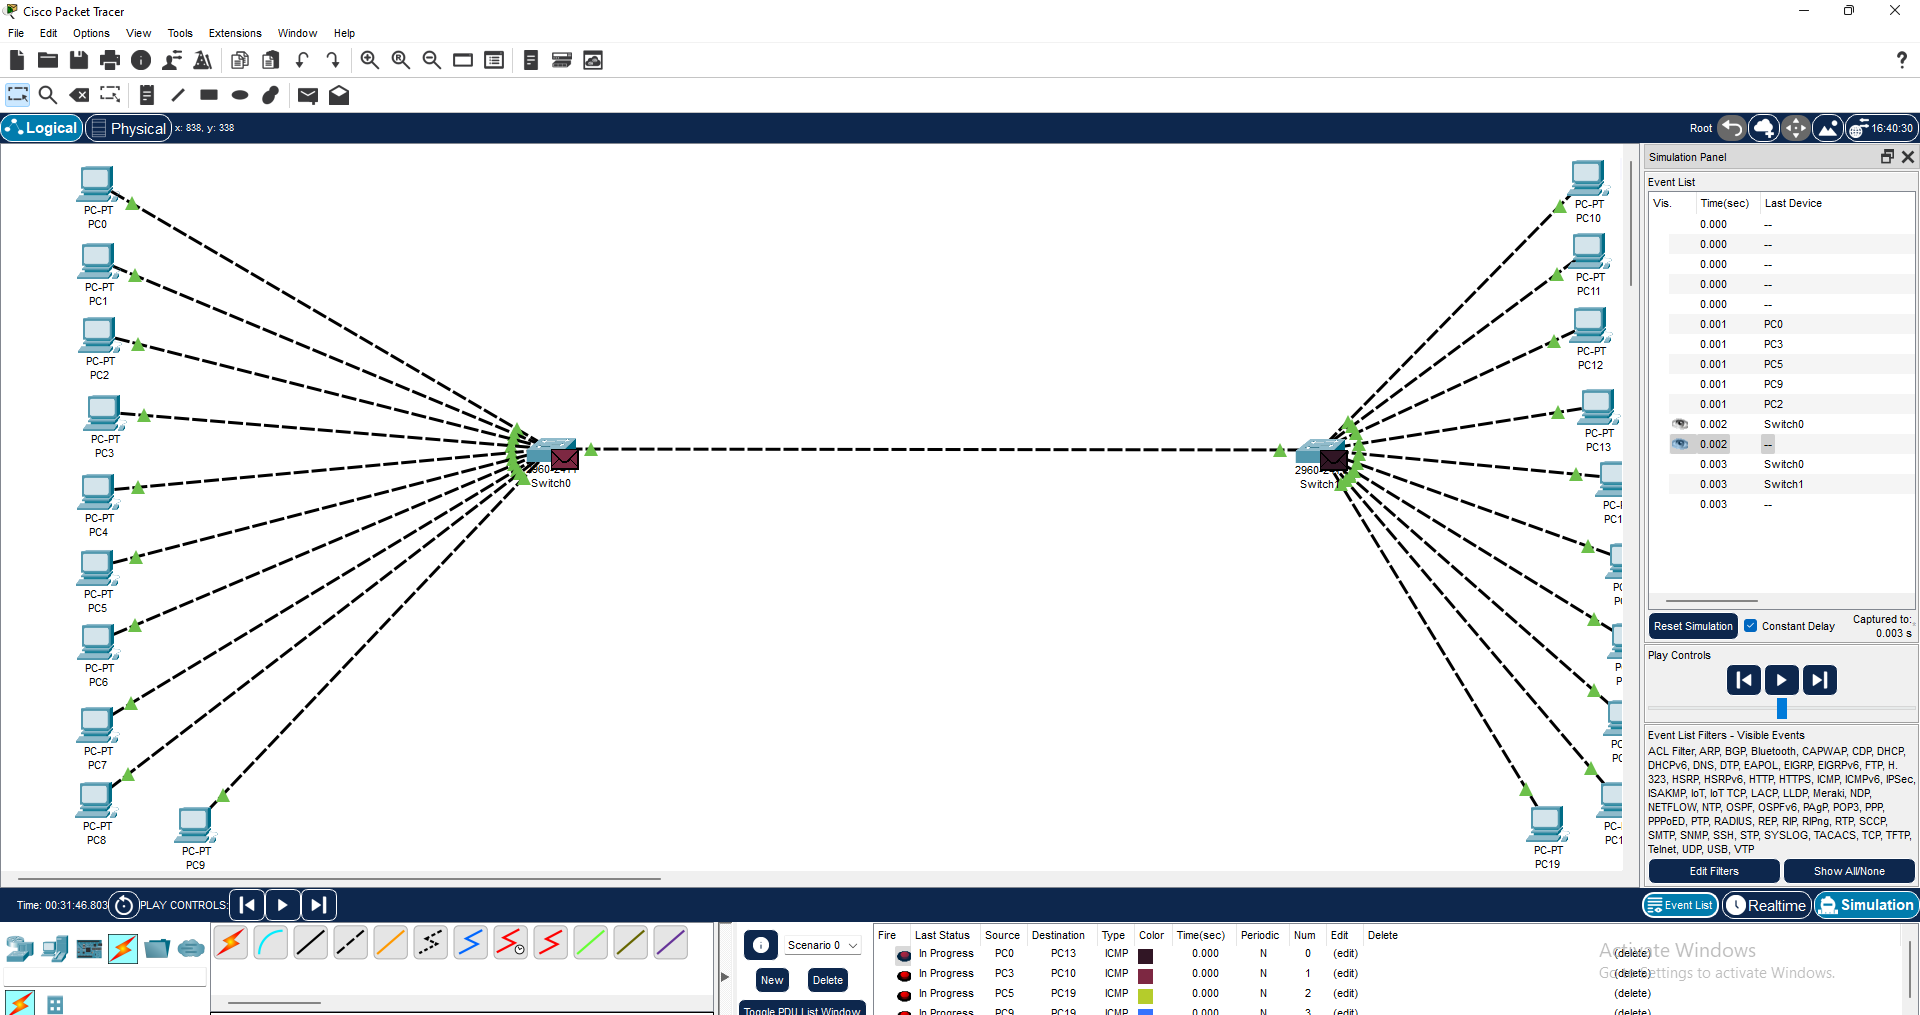 Cisco Packet Tracer
File Edit Options View Tools Extensions Window Help
Logical Physical x: 838, y: 338 Root 16:40:30
PC-PT
PC0
PC-PT
PC1
PC-PT
PC2
PC-PT
PC3
PC-PT
PC4
PC-PT
PC5
PC-PT
PC6
PC-PT
PC7
PC-PT
PC8
PC-PT
PC9
Switch0
Switch
PC-PT
PC10
PC-PT
PC11
PC-PT
PC12
PC-PT
PC13
PC-PT
PC19
Simulation Panel
Event List
Vis. Time(sec) Last Device
0.000 --
0.000 --
0.000 --
0.000 --
0.000 --
0.001 PC0
0.001 PC3
0.001 PC5
0.001 PC9
0.001 PC2
0.002 Switch0
0.002 --
0.003 Switch0
0.003 Switch1
0.003 --
Reset Simulation Constant Delay Captured to:
0.003 s
Play Controls
Event List Filters - Visible Events
ACL Filter, ARP, BGP, Bluetooth, CAPWAP, CDP, DHCP,
DHCPv6, DNS, DTP, EAPOL, EIGRP, EIGRPv6, FTP, H.
323, HSRP, HSRPv6, HTTP, HTTPS, ICMP, ICMPv6, IPSec,
ISAKMP, IoT, IoT TCP, LACP, LLDP, Meraki, NDP,
NETFLOW, NTP, OSPF, OSPFv6, PAgP, POP3, PPP,
PPPoED, PTP, RADIUS, REP, RIP, RIPng, RTP, SCCP,
SMTP, SNMP, SSH, STP, SYSLOG, TACACS, TCP, TFTP,
Telnet, UDP, USB, VTP
Edit Filters Show All/None
Time: 00:31:46.803 PLAY CONTROLS:
Event List Realtime Simulation
Scenario 0
New Delete
Toggle PDU List Window
Fire Last Status Source Destination Type Color Time(sec) Periodic Num Edit Delete
In Progress PC0 PC13 ICMP 0.000 N 0 (edit) (delete)
In Progress PC3 PC10 ICMP 0.000 N 1 (edit) (delete)
In Progress PC5 PC19 ICMP 0.000 N 2 (edit) (delete)
In Progress PC9 PC19 ICMP 0.000 N 3 (edit) (delete)
Activate Windows
Go to Settings to activate Windows.